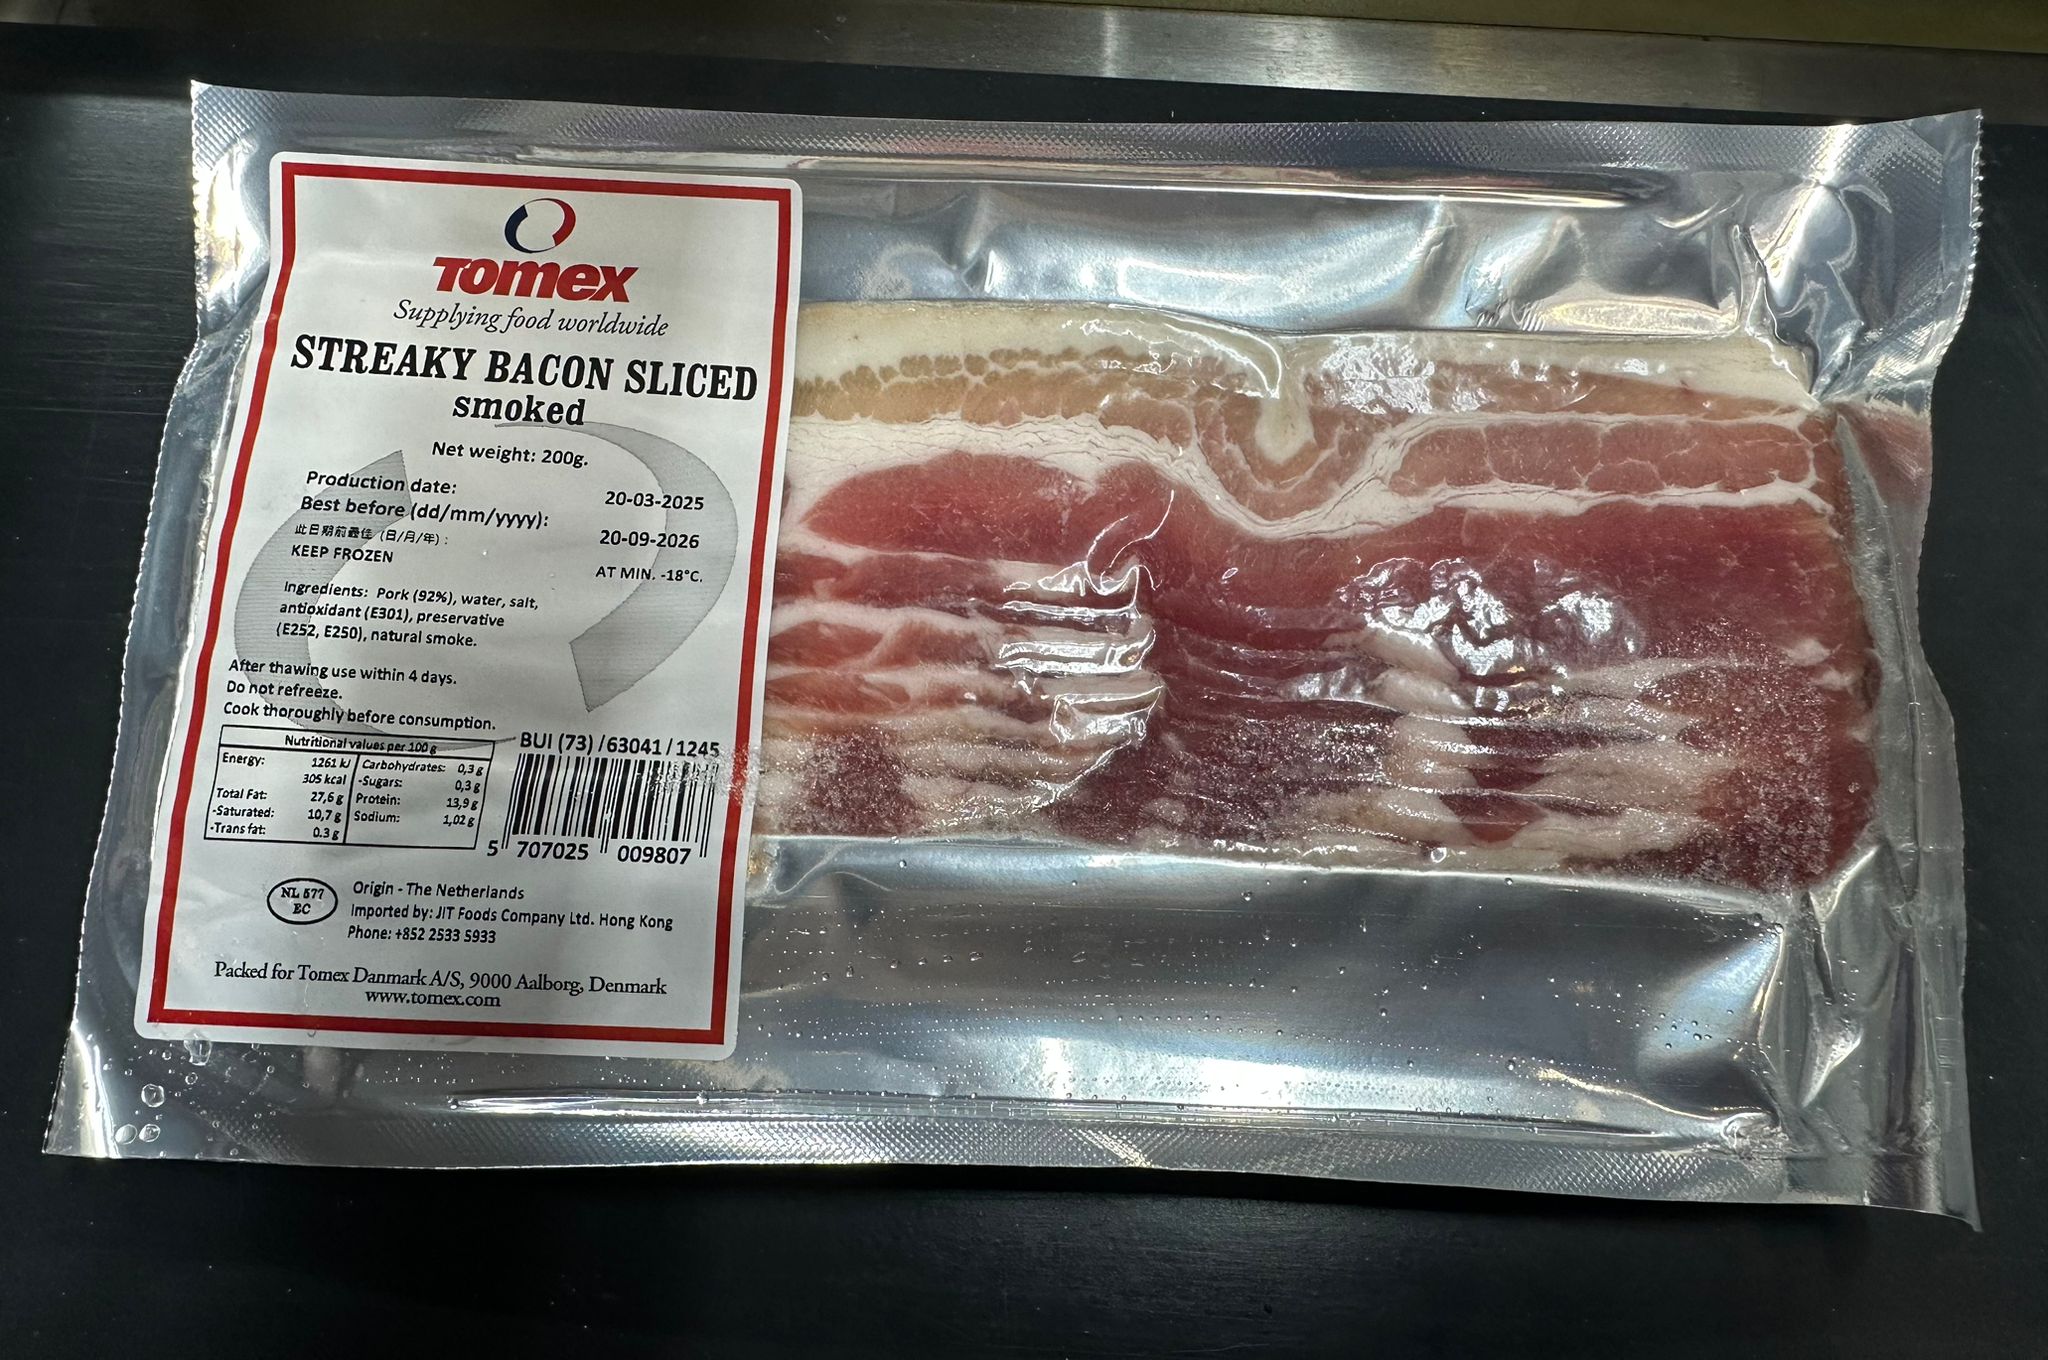 Tomex
Supplying food worldwide
STREAKY BACON SLICED
smoked
Net weight: 200g.
Production date: 20-03-2025
Best before (dd/mm/yyyy): 20-09-2026
此日期前最佳 (日/月/年) :
KEEP FROZEN AT MIN. -18°C.
Ingredients: Pork (92%), water, salt,
antioxidant (E301), preservative
(E252, E250), natural smoke.
After thawing use within 4 days.
Do not refreeze.
Cook thoroughly before consumption.
Nutritional values per 100 g
Energy: 1261 kJ Carbohydrates: 0,3 g
305 kcal -Sugars: 0,3 g
Total Fat: 27,6 g Protein: 13,9 g
-Saturated: 10,7 g Sodium: 1,02 g
-Trans fat: 0.3 g
BUI (73) /63041 / 1245
5 707025 009807
NL 577
EC
Origin - The Netherlands
Imported by: JIT Foods Company Ltd. Hong Kong
Phone: +852 2533 5933
Packed for Tomex Danmark A/S, 9000 Aalborg, Denmark
www.tomex.com